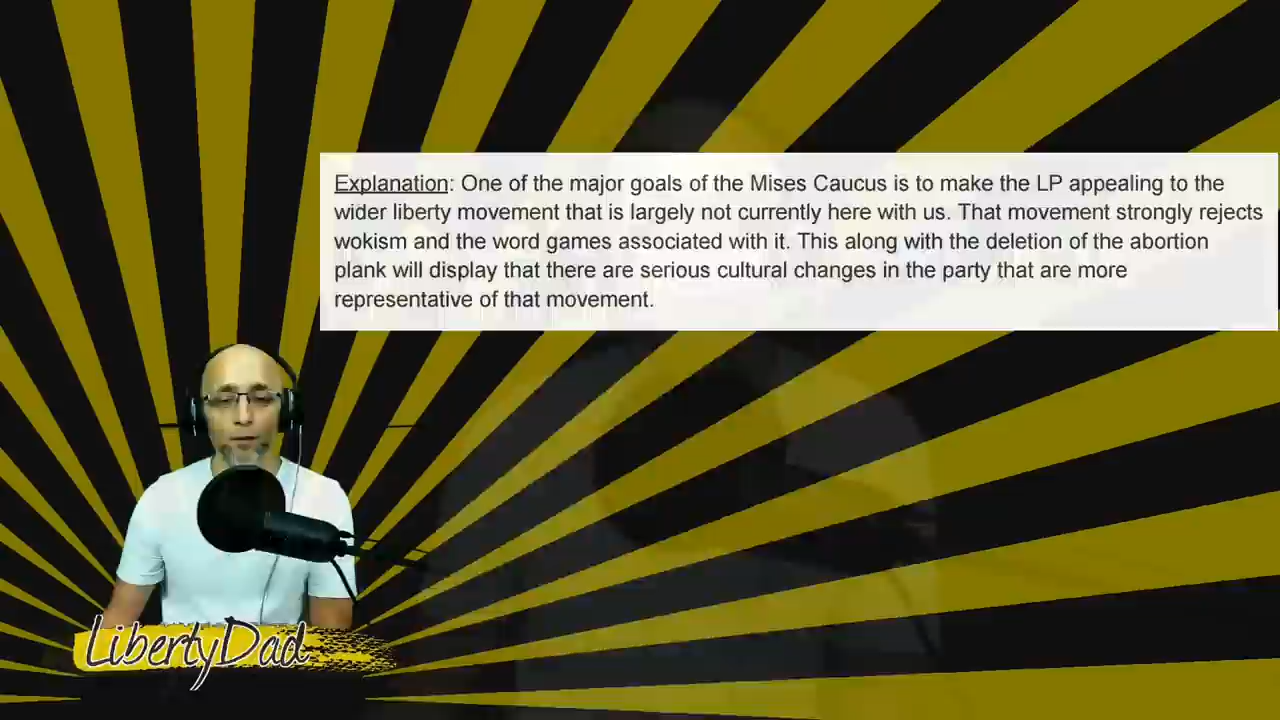 Explanation: One of the major goals of the Mises Caucus is to make the LP appealing to the
wider liberty movement that is largely not currently here with us. That movement strongly rejects
wokism and the word games associated with it. This along with the deletion of the abortion
plank will display that there are serious cultural changes in the party that are more
representative of that movement.
LibertyDad